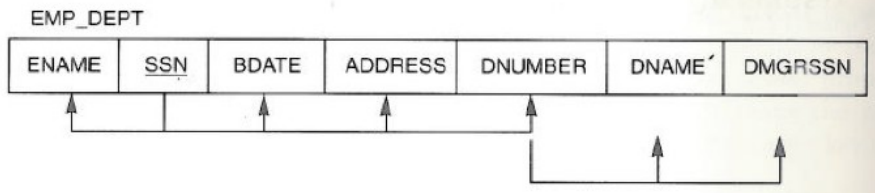 EMP_DEPT
ENAME SSN BDATE ADDRESS DNUMBER DNAME DMGRSSN